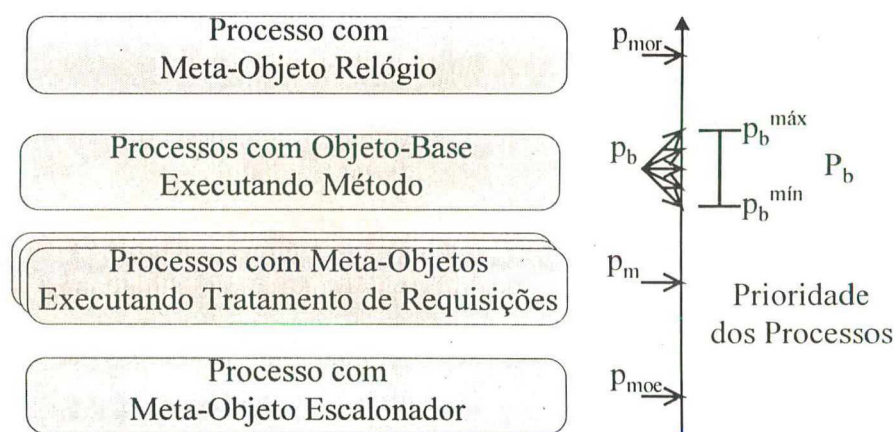 Processo com
Meta-Objeto Relógio
p_mor
Processos com Objeto-Base
Executando Método
p_b
p_b^máx
P_b
p_b^mín
Processos com Meta-Objetos
Executando Tratamento de Requisições
p_m
Prioridade
dos Processos
Processo com
Meta-Objeto Escalonador
p_moe